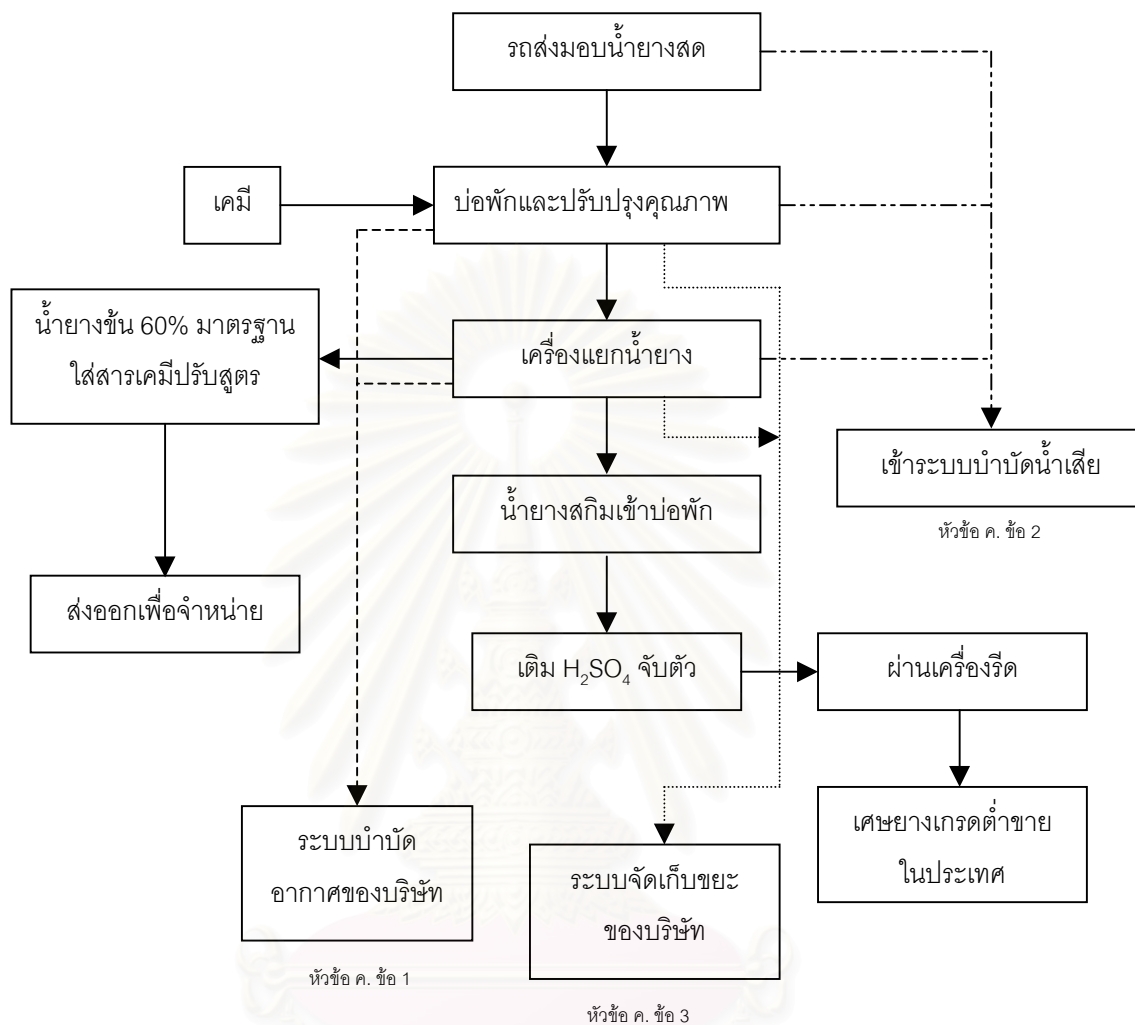 รถส่งมอบน้ำยางสด
เคมี
บ่อพักและปรับปรุงคุณภาพ
น้ำยางข้น 60% มาตรฐาน
ใส่สารเคมีปรับสูตร
เครื่องแยกน้ำยาง
เข้าระบบบำบัดน้ำเสีย
หัวข้อ ค. ข้อ 2
น้ำยางสกิมเข้าบ่อพัก
ส่งออกเพื่อจำหน่าย
เติม H₂SO₄ จับตัว
ผ่านเครื่องรีด
เศษยางเกรดต่ำขาย
ในประเทศ
ระบบบำบัด
อากาศของบริษัท
หัวข้อ ค. ข้อ 1
ระบบจัดเก็บขยะ
ของบริษัท
หัวข้อ ค. ข้อ 3